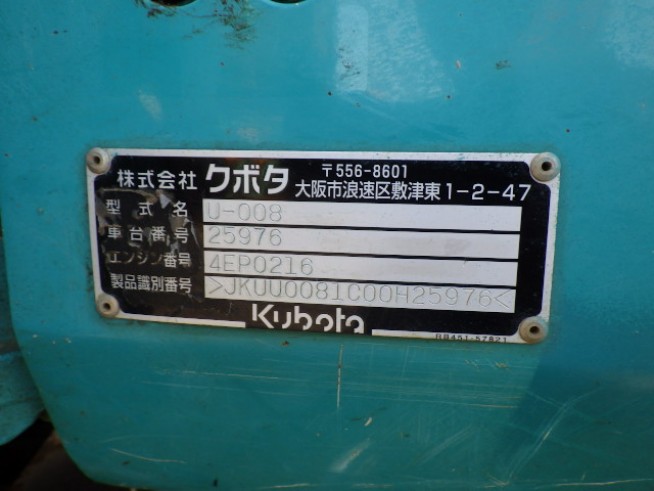 株式会社 クボタ 〒556-8601
大阪市浪速区敷津東1-2-47
型式名 U-008
車台番号 25976
エンジン番号 4EP0216
製品識別番号 >JKUU0081C00H25976<
Kubota
RB451-57821